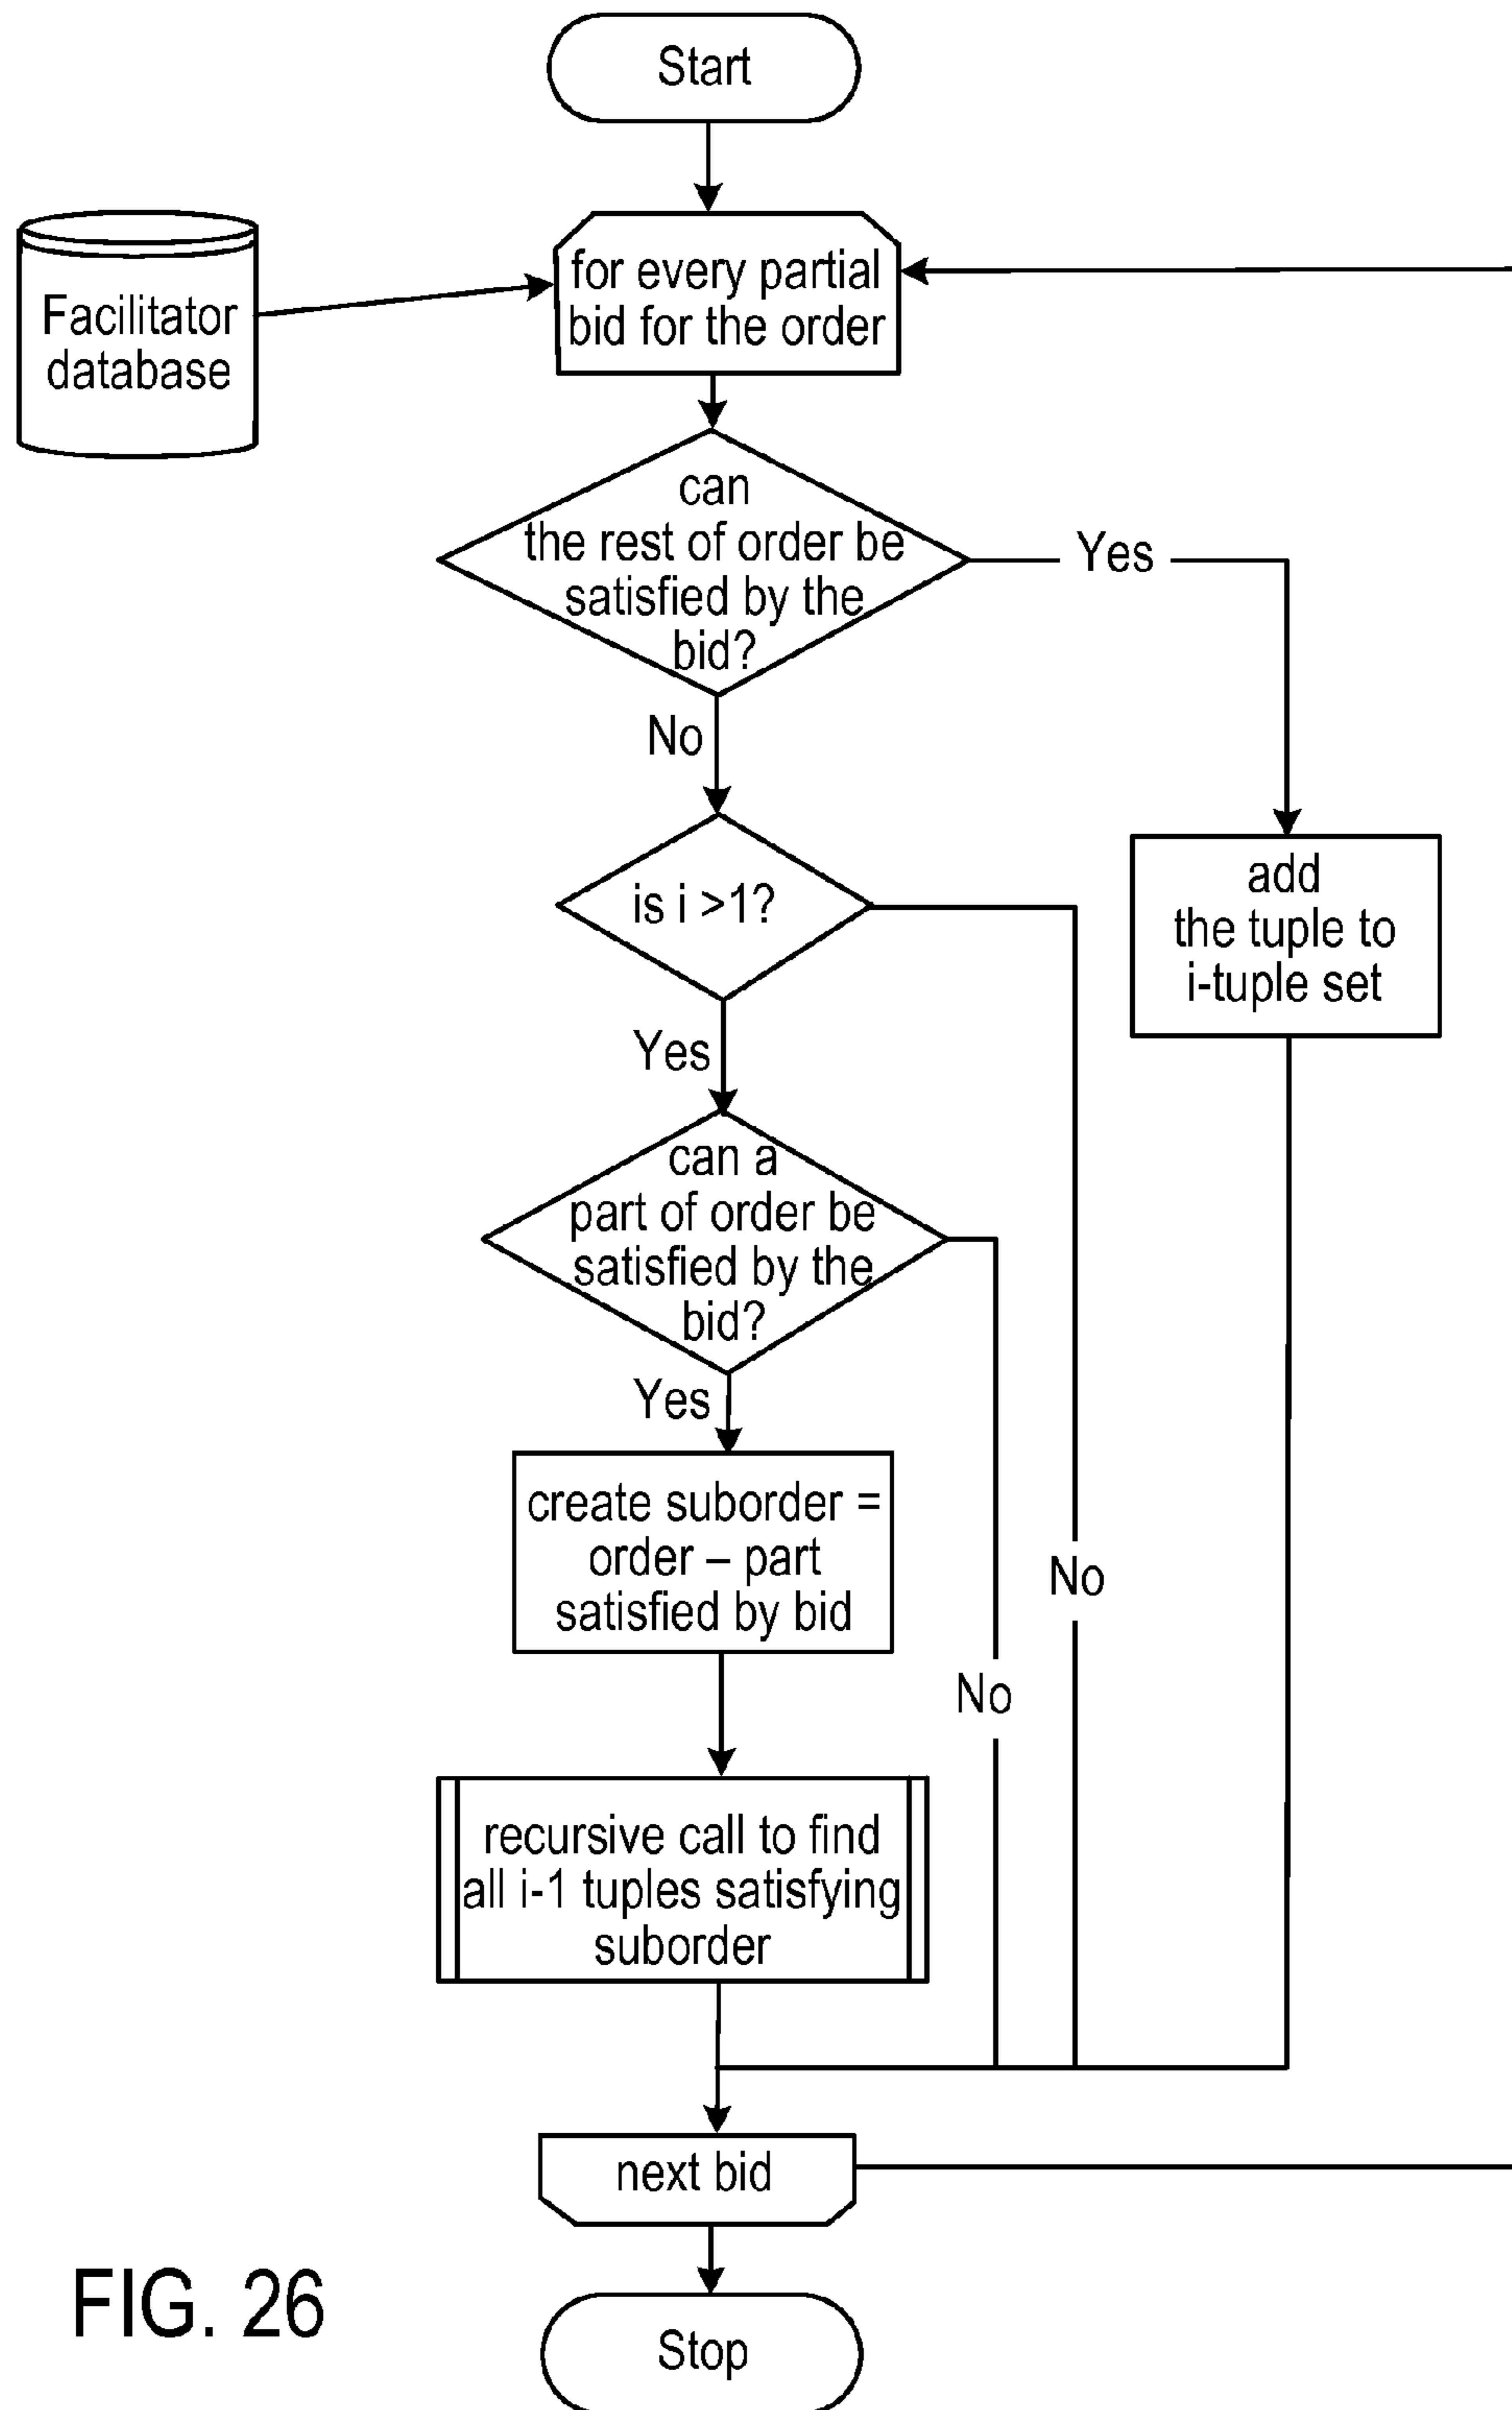 Start
for every partial
bid for the order
Facilitator
database
can
the rest of order be
satisfied by the
bid?
Yes
No
is i >1?
add
the tuple to
i-tuple set
Yes
can a
part of order be
satisfied by the
bid?
Yes
create suborder =
order – part
satisfied by bid
No
No
recursive call to find
all i-1 tuples satisfying
suborder
next bid
FIG. 26
Stop